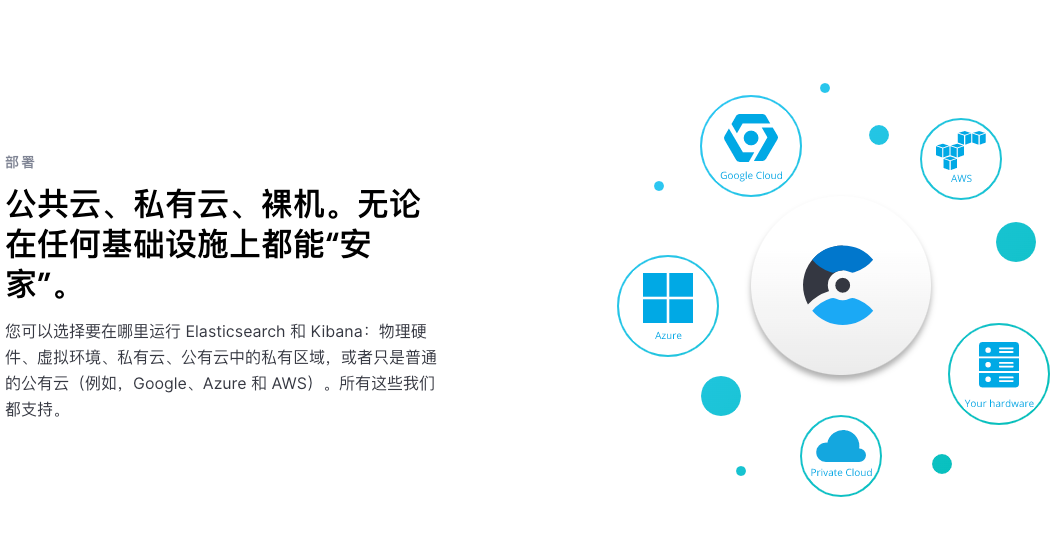 部署
公共云、私有云、裸机。无论
在任何基础设施上都能“安
家”。
您可以选择要在哪里运行 Elasticsearch 和 Kibana：物理硬
件、虚拟环境、私有云、公有云中的私有区域，或者只是普通
的公有云（例如，Google、Azure 和 AWS）。所有这些我们
都支持。
Google Cloud
AWS
Azure
Your hardware
Private Cloud